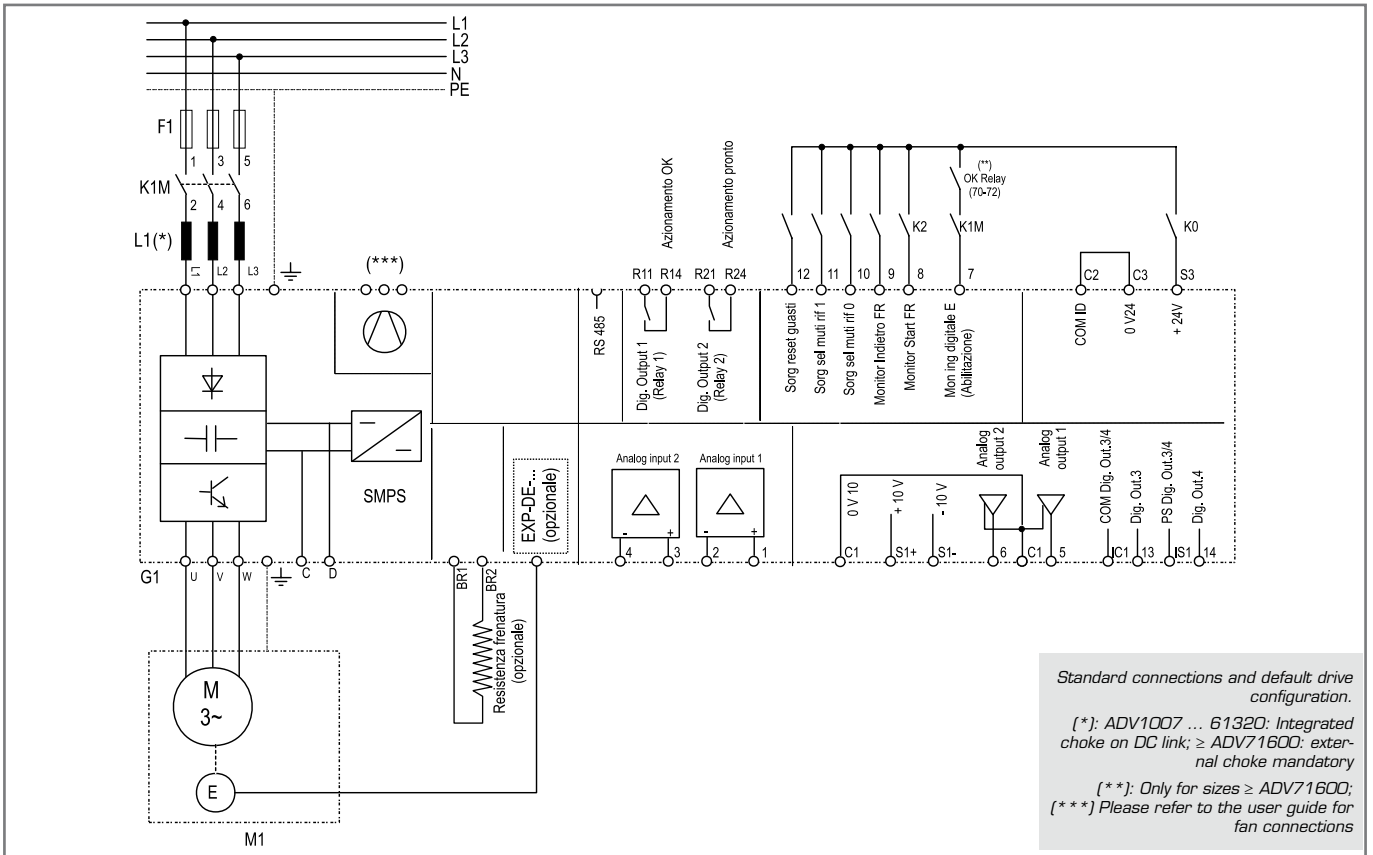 L1
L2
L3
N
PE
F1
1
3
5
K1M
2
4
6
L1(*)
L1
L2
L3
(***)
RS 485
Azionamento OK
R11
R14
Dig. Output 1
(Relay 1)
Azionamento pronto
R21
R24
Dig. Output 2
(Relay 2)
(**)
OK Relay
(70-72)
K2
K1M
K0
12
11
10
9
8
7
C2
C3
S3
Sorg reset guasti
Sorg sel muti rif 1
Sorg sel muti rif 0
Monitor Indietro FR
Monitor Start FR
Mon ing digitale E
(Abilitazione)
COM ID
0 V24
+ 24V
SMPS
EXP-DE-...
(opzionale)
Analog input 2
-
+
4
3
Analog input 1
-
+
2
1
0 V 10
+ 10 V
- 10 V
Analog
output 2
Analog
output 1
COM Dig. Out.3/4
Dig. Out.3
PS Dig. Out.3/4
Dig. Out.4
C1
S1+
S1-
6
C1
5
IC1
13
IS1
14
G1
U
V
W
C
D
BR1
BR2
Resistenza frenatura
(opzionale)
M
3~
E
M1
Standard connections and default drive
configuration.
(*): ADV1007 ... 61320: Integrated
choke on DC link; ≥ ADV71600: exter-
nal choke mandatory
(**): Only for sizes ≥ ADV71600;
(***) Please refer to the user guide for
fan connections